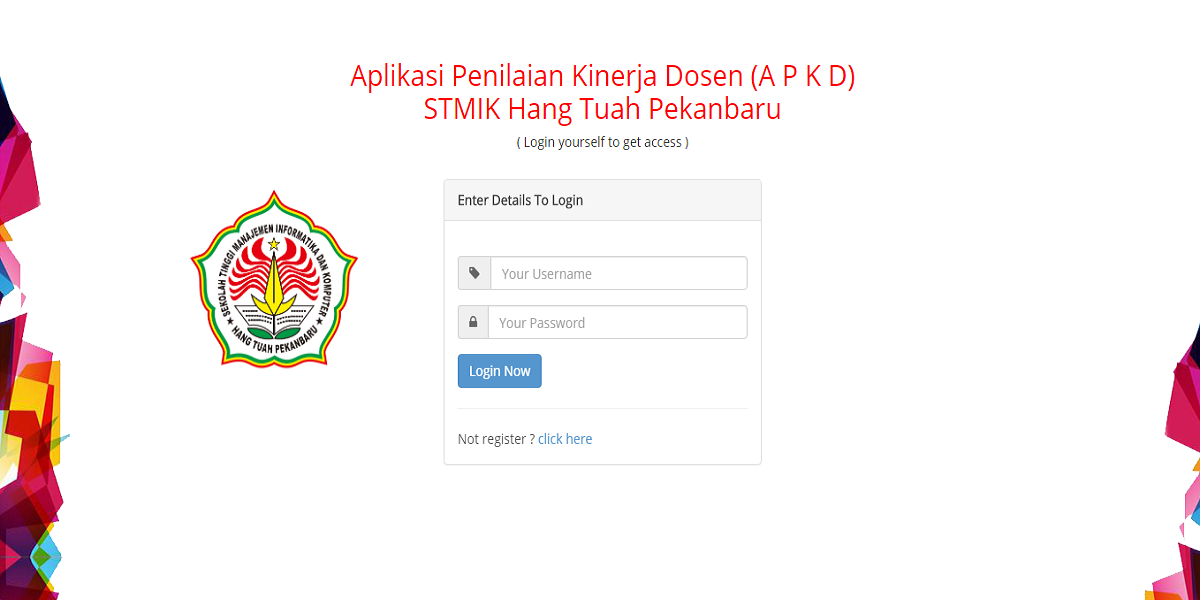 Aplikasi Penilaian Kinerja Dosen (A P K D)
STMIK Hang Tuah Pekanbaru
( Login yourself to get access )
Enter Details To Login
SEKOLAH TINGGI MANAJEMEN INFORMATIKA DAN KOMPUTER
★ HANG TUAH PEKANBARU ★
Your Username
Your Password
Login Now
Not register ? click here